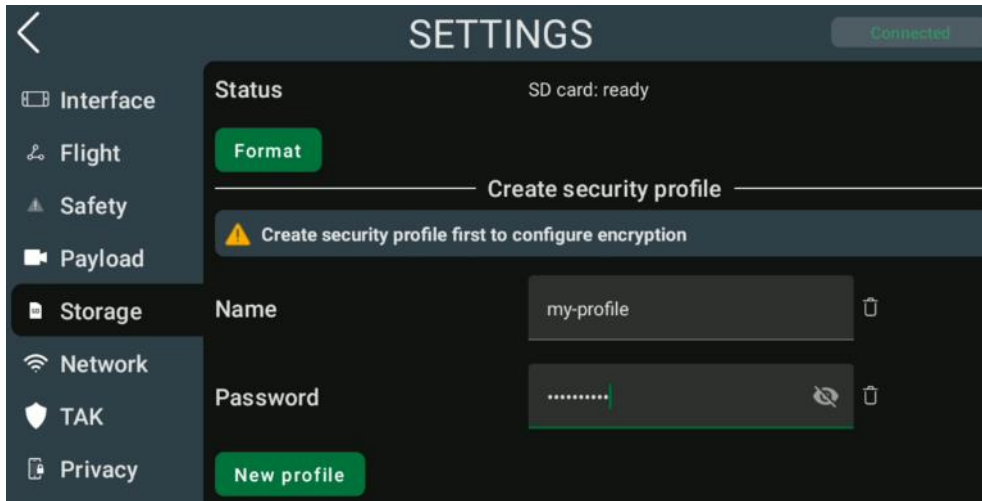 SETTINGS
Connected
Interface
Flight
Safety
Payload
Storage
Network
TAK
Privacy
Status
SD card: ready
Format
Create security profile
Create security profile first to configure encryption
Name
my-profile
Password
••••••••••
New profile